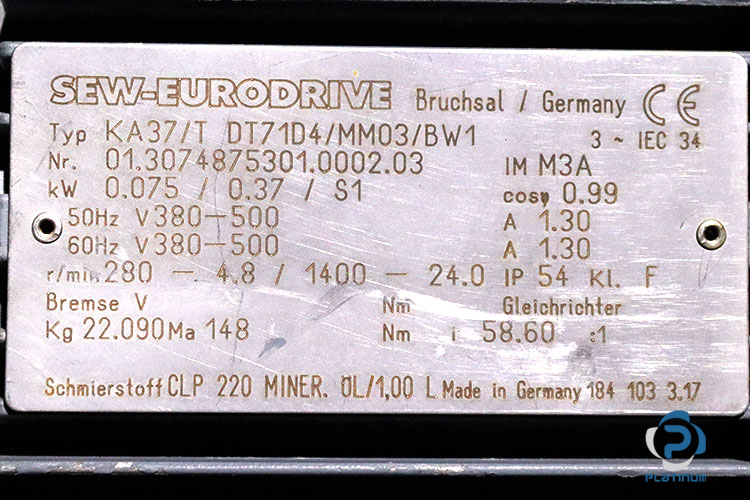 SEW-EURODRIVE Bruchsal / Germany CE
Typ KA37/T DT71D4/MM03/BW1 3 ~ IEC 34
Nr. 01.3074875301.0002.03 IM M3A
kW 0.075 / 0.37 / S1 cosφ 0.99
50Hz V 380-500 A 1.30
60Hz V 380-500 A 1.30
r/min 280 - 4.8 / 1400 - 24.0 IP 54 Kl. F
Bremse V Nm Gleichrichter
Kg 22.090 Ma 148 Nm i 58.60 :1
Schmierstoff CLP 220 MINER. ÖL/1,00 L Made in Germany 184 103 3.17
PLATINUM